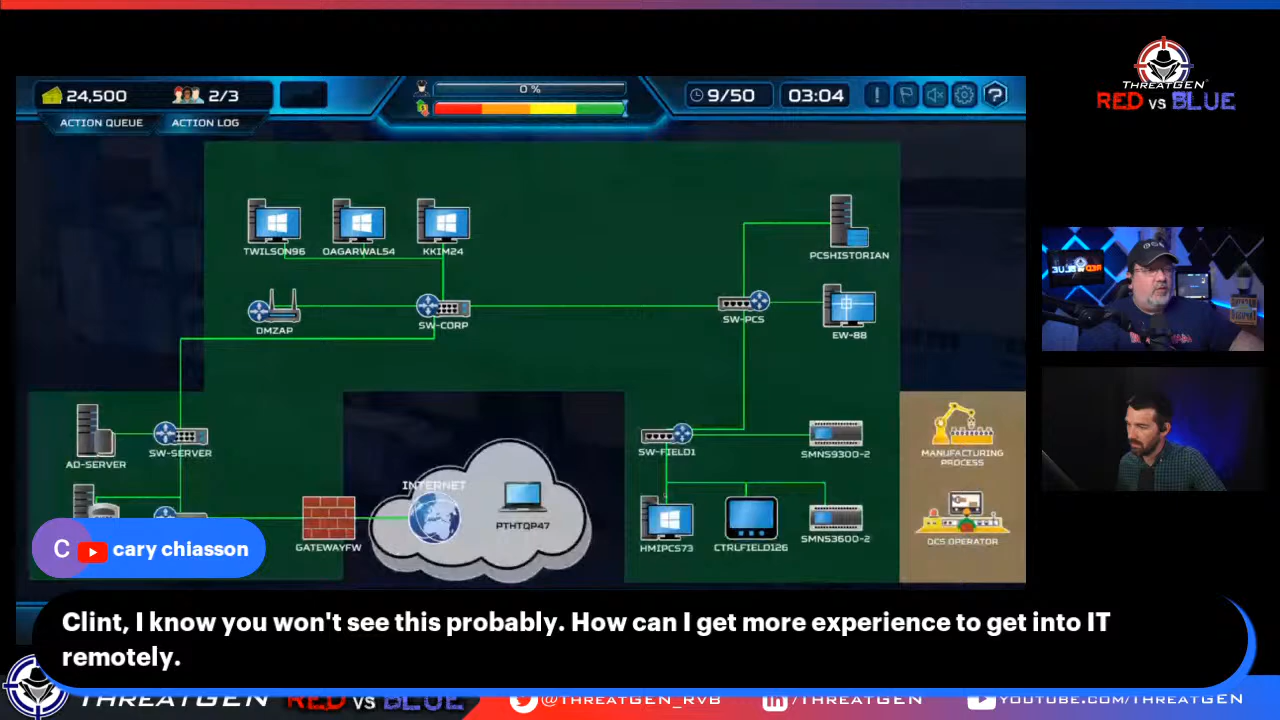 THREATGEN
RED vs BLUE
24,500
2/3
0 %
9/50
03:04
ACTION QUEUE
ACTION LOG
TWILSON96
OAGARWAL54
KKIM24
PCSHISTORIAN
DMZAP
SW-CORP
SW-PCS
EW-88
AD-SERVER
SW-SERVER
INTERNET
PTHTQP47
GATEWAYFW
SW-FIELD1
SMNS9300-2
MANUFACTURING
PROCESS
HMIPCS73
CTRLFIELD126
SMNS3600-2
DCS OPERATOR
C cary chiasson
Clint, I know you won't see this probably. How can I get more experience to get into IT
remotely.
THREATGEN RED vs BLUE @THREATGEN_RVB /THREATGEN YOUTUBE.COM/THREATGEN